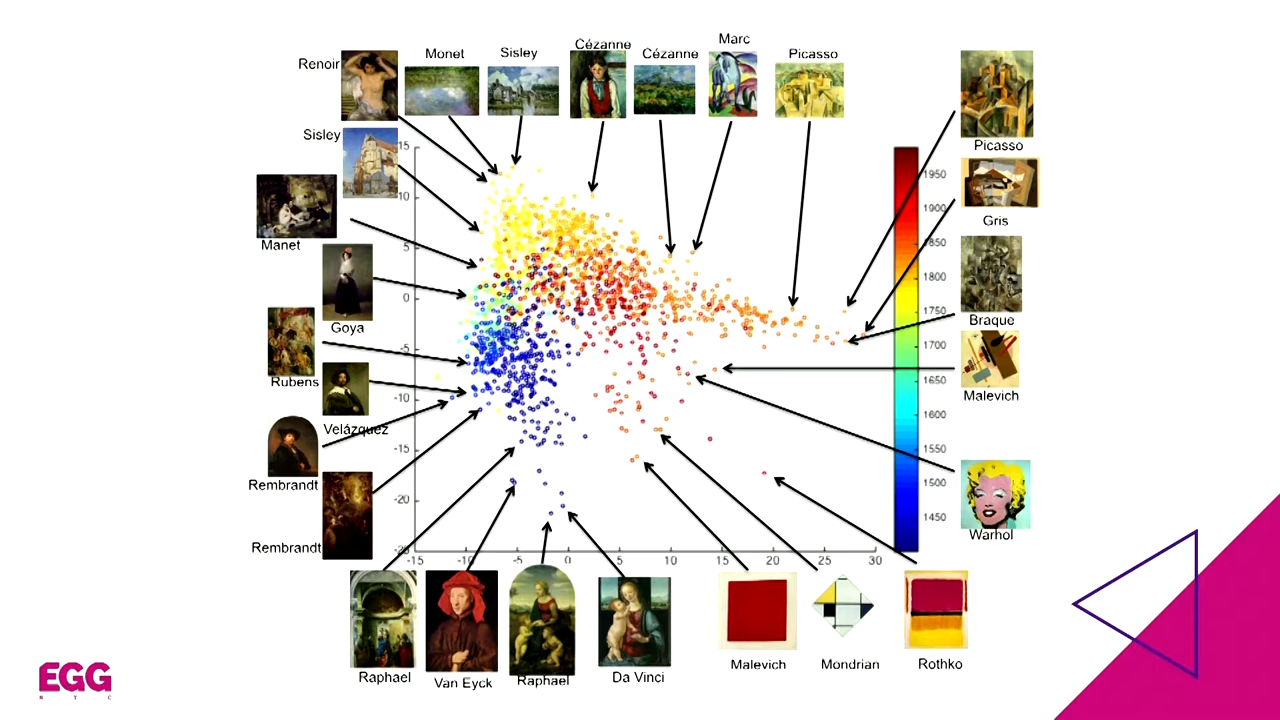 Renoir
Monet
Sisley
Cézanne
Cézanne
Marc
Picasso
Sisley
Manet
Goya
Rubens
Velázquez
Rembrandt
Rembrandt
15
10
5
0
-5
-10
-15
-20
-15
-10
-5
0
5
10
15
20
25
30
1950
1900
1850
1800
1750
1700
1650
1600
1550
1500
1450
Picasso
Gris
Braque
Malevich
Warhol
Raphael
Van Eyck
Raphael
Da Vinci
Malevich
Mondrian
Rothko
EGG